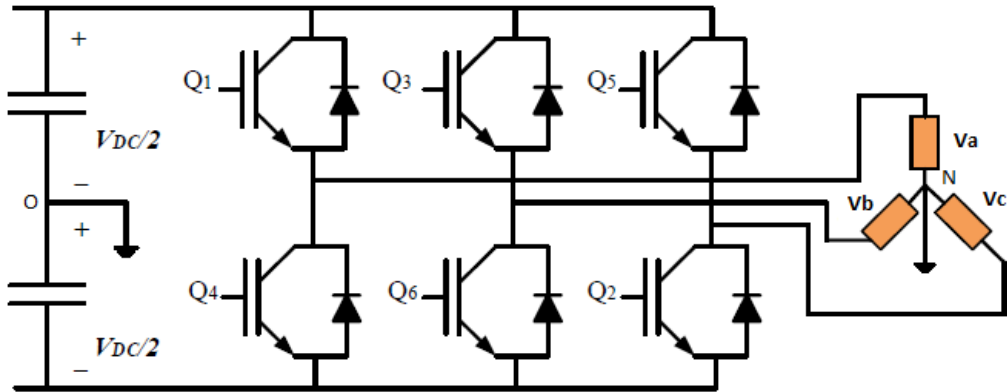 +
Q1
Q3
Q5
VDC/2
Va
−
O
N
Vb
Vc
+
Q4
Q6
Q2
VDC/2
−